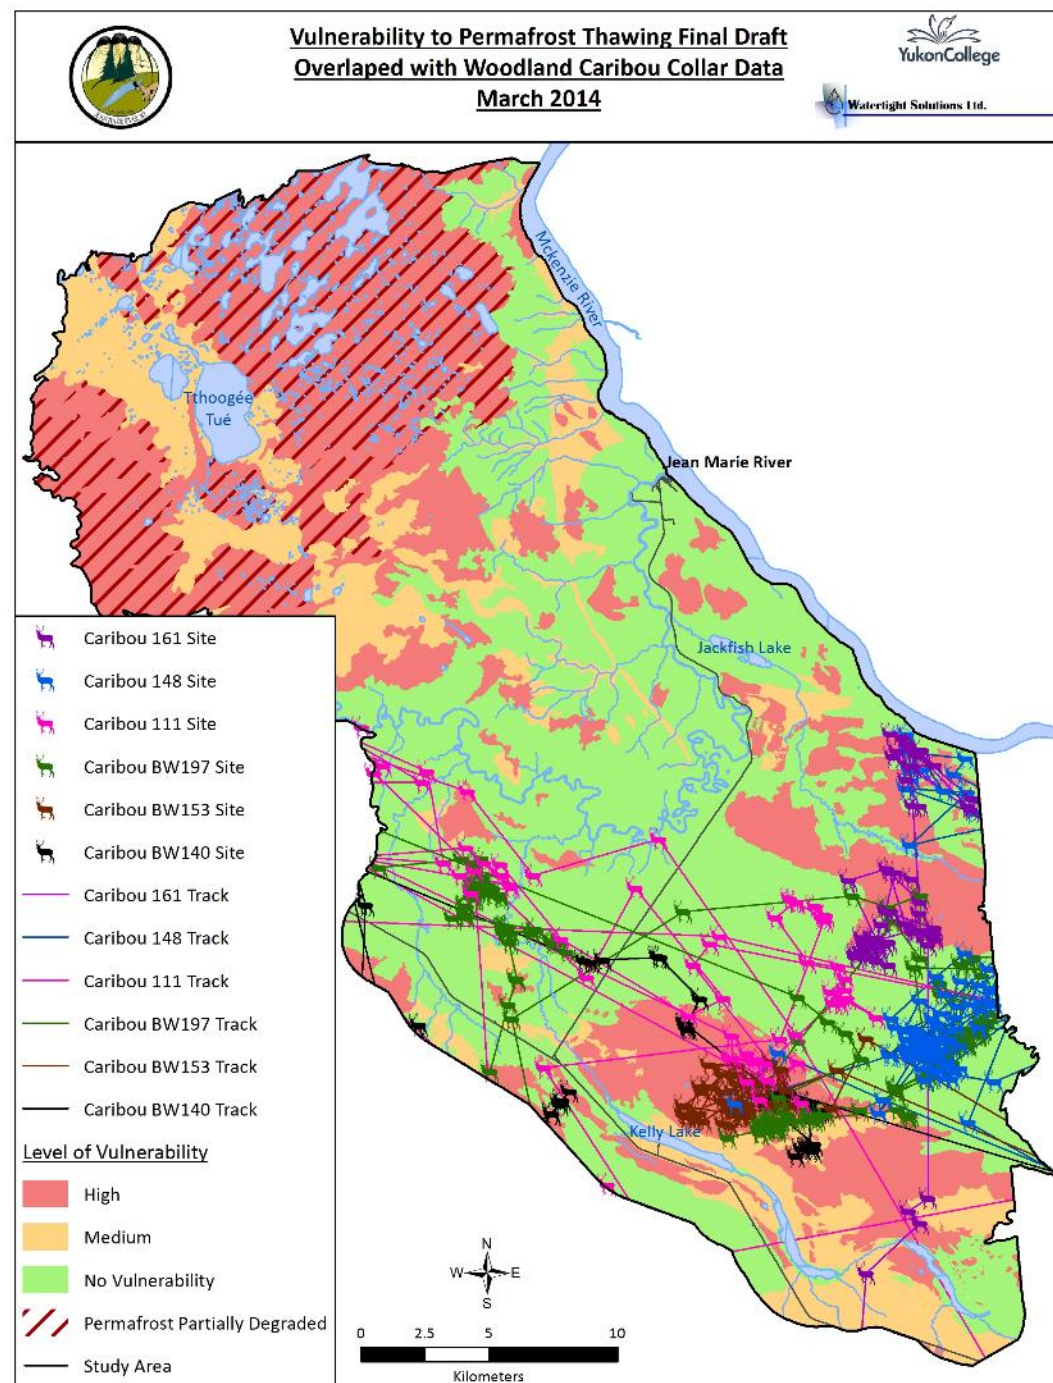 Vulnerability to Permafrost Thawing Final Draft
Overlaped with Woodland Caribou Collar Data
March 2014
YukonCollege
Watertight Solutions Ltd.
Mckenzie River
Tthoogée
Tué
Jean Marie River
Jackfish Lake
Kelly Lake
Caribou 161 Site
Caribou 148 Site
Caribou 111 Site
Caribou BW197 Site
Caribou BW153 Site
Caribou BW140 Site
Caribou 161 Track
Caribou 148 Track
Caribou 111 Track
Caribou BW197 Track
Caribou BW153 Track
Caribou BW140 Track
Level of Vulnerability
High
Medium
No Vulnerability
Permafrost Partially Degraded
Study Area
N
W E
S
0 2.5 5 10
Kilometers